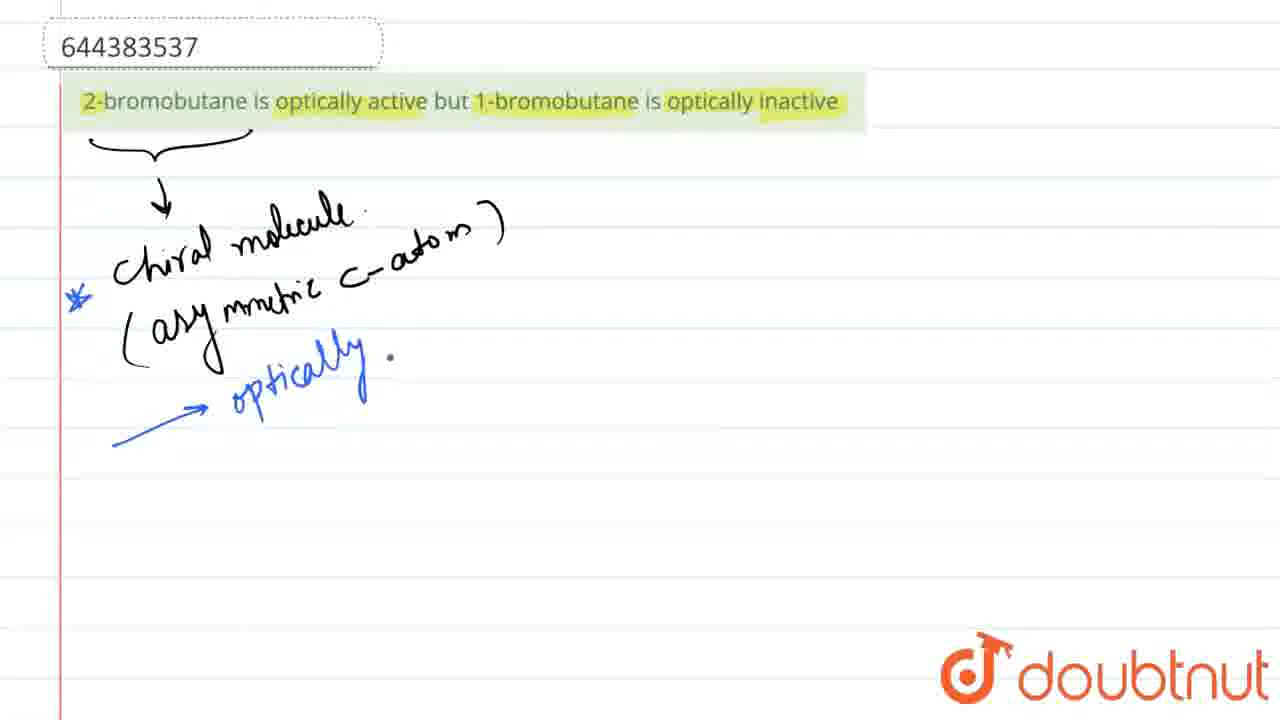 644383537
2-bromobutane is optically active but 1-bromobutane is optically inactive
Chiral molecule
(asymmetric C-atom)
optically
doubtnut